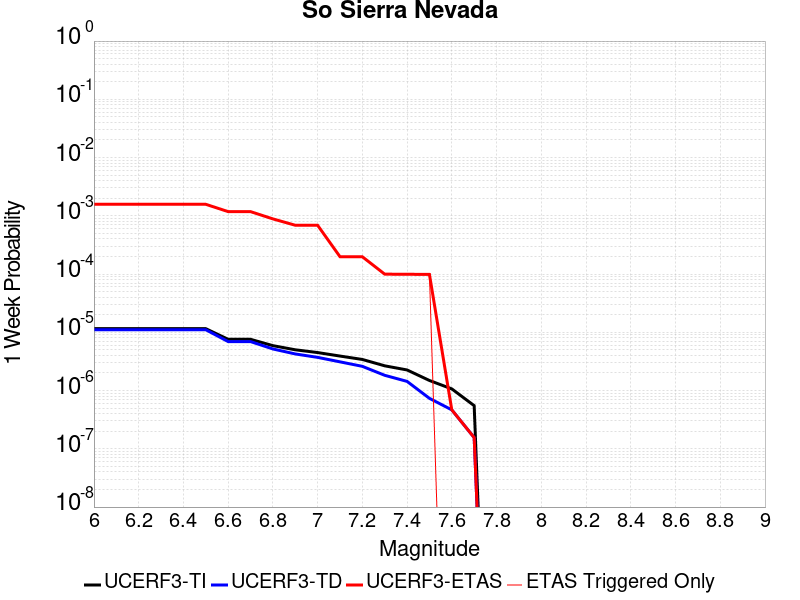 So Sierra Nevada
10^0
10^-1
10^-2
10^-3
10^-4
10^-5
10^-6
10^-7
10^-8
1 Week Probability
6 6.2 6.4 6.6 6.8 7 7.2 7.4 7.6 7.8 8 8.2 8.4 8.6 8.8 9
Magnitude
UCERF3-TI UCERF3-TD UCERF3-ETAS ETAS Triggered Only